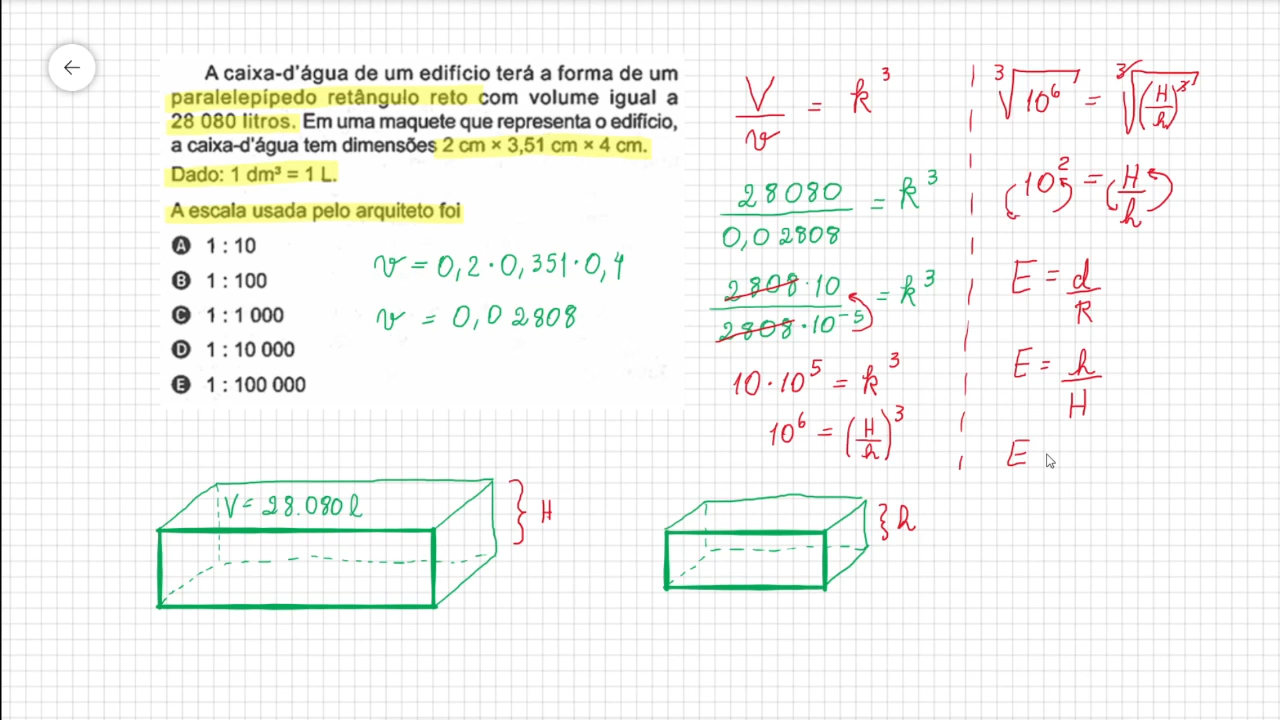 A caixa-d'água de um edifício terá a forma de um
paralelepípedo retângulo reto com volume igual a
28 080 litros. Em uma maquete que representa o edifício,
a caixa-d'água tem dimensões 2 cm × 3,51 cm × 4 cm.
Dado: 1 dm³ = 1 L.
A escala usada pelo arquiteto foi
A 1 : 10
B 1 : 100
C 1 : 1 000
D 1 : 10 000
E 1 : 100 000
v = 0,2 · 0,351 · 0,4
v = 0,02808
V/v = k³
28080/0,02808 = k³
2808·10/2808·10⁻⁵ = k³
10·10⁵ = k³
10⁶ = (H/h)³
³√10⁶ = ³√(H/h)³
10² = H/h
E = d/R
E = h/H
E
V = 28.080 l
H
h